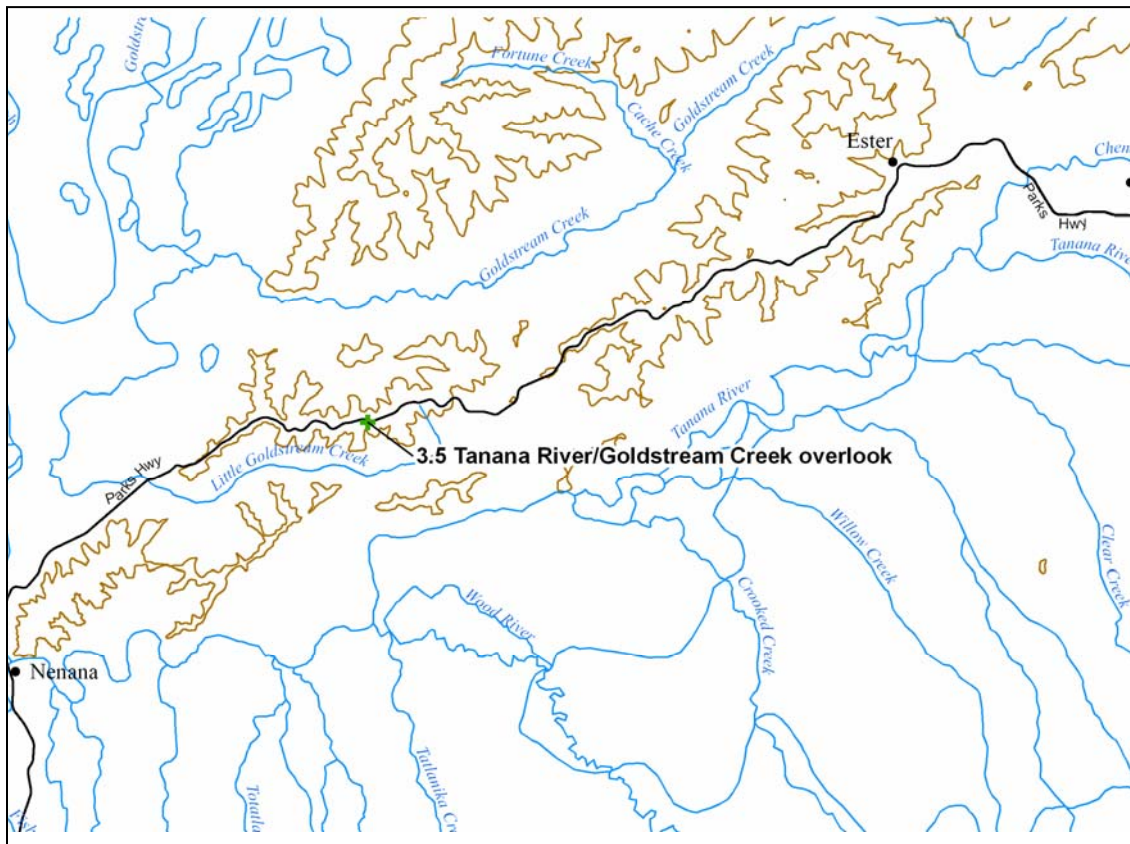 Goldstream
Fortune Creek
Cache Creek
Goldstream Creek
Ester
Chen
Parks
Hwy
Tanana River
Goldstream Creek
Tanana River
3.5 Tanana River/Goldstream Creek overlook
Little Goldstream Creek
Parks Hwy
Willow Creek
Clear Creek
Crooked Creek
Wood River
Nenana
Tatlanika Cre
Totatla